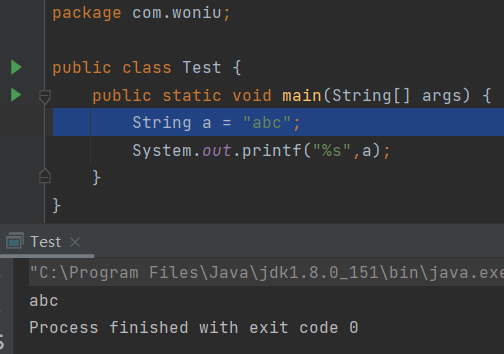 package com.woniu;
public class Test {
public static void main(String[] args) {
String a = "abc";
System.out.printf("%s",a);
}
}
Test ×
"C:\Program Files\Java\jdk1.8.0_151\bin\java.exe
abc
Process finished with exit code 0